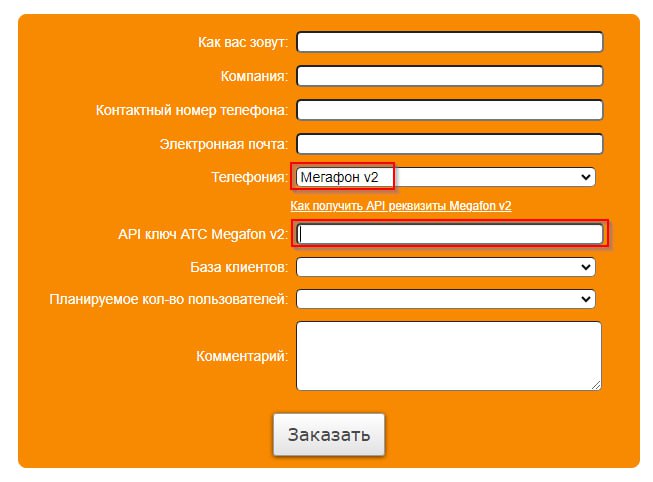 Как вас зовут:
Компания:
Контактный номер телефона:
Электронная почта:
Телефония: Мегафон v2
Как получить API реквизиты Megafon v2
API ключ АТС Megafon v2:
База клиентов:
Планируемое кол-во пользователей:
Комментарий:
Заказать